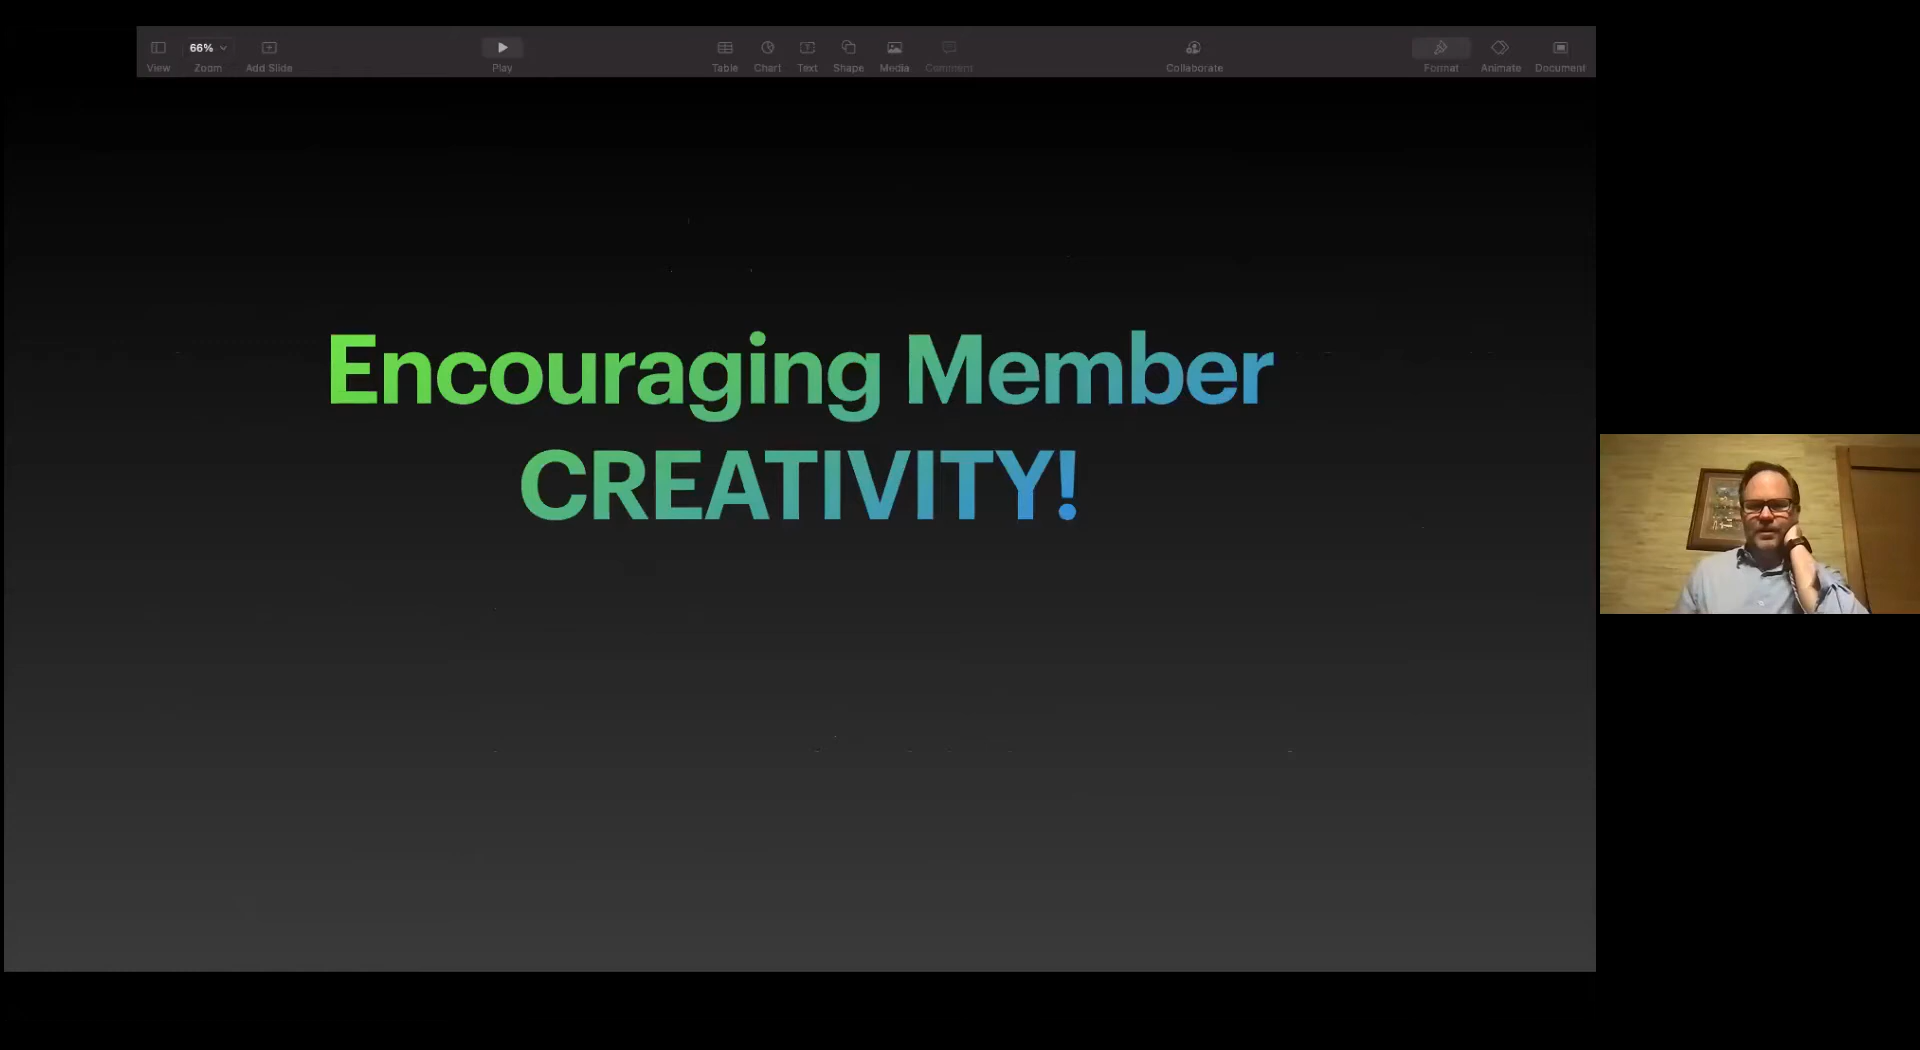 66%
View
Zoom
Add Slide
Play
Table
Chart
Text
Shape
Media
Comment
Collaborate
Format
Animate
Document
Encouraging Member
CREATIVITY!